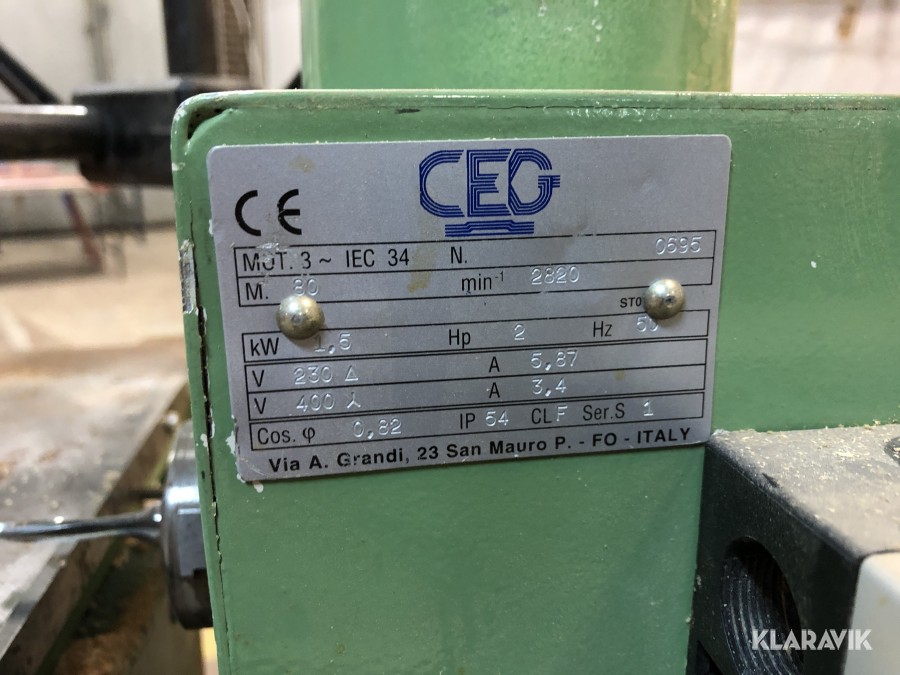 CEG
CE
MOT. 3 ~ IEC 34 N. 0695
M. 80 min⁻¹ 2820
STO
kW 1,5 Hp 2 Hz 50
V 230 Δ A 5,87
V 400 Y A 3,4
Cos. φ 0,82 IP 54 CL F Ser.S 1
Via A. Grandi, 23 San Mauro P. - FO - ITALY
KLARAVIK